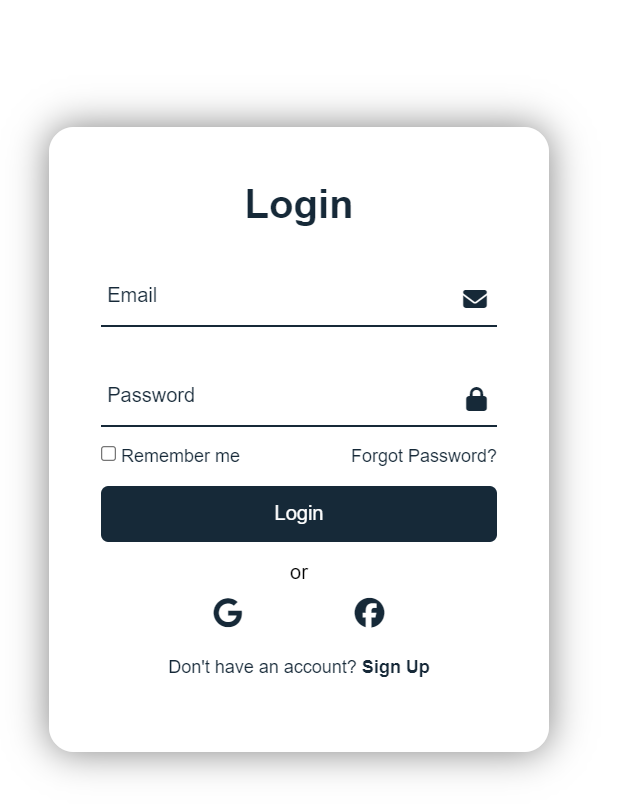 Login
Email
Password
Remember me Forgot Password?
Login
or
Don't have an account? Sign Up